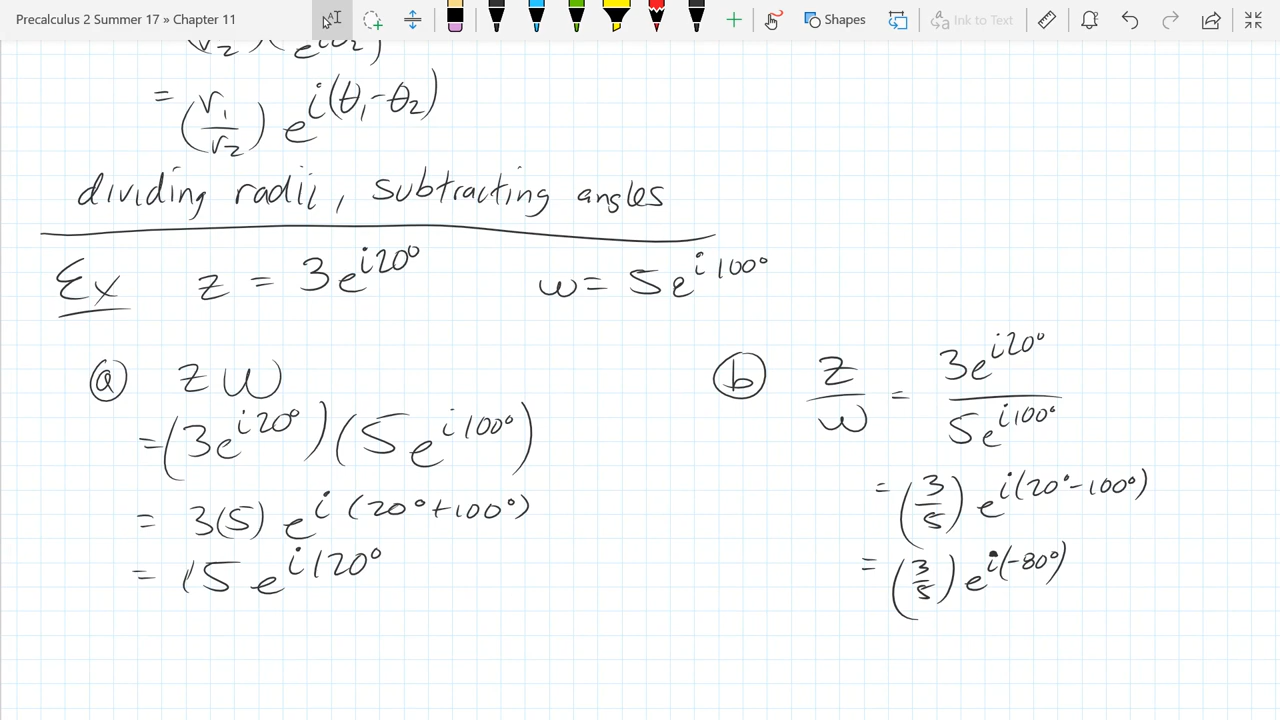 Precalculus 2 Summer 17 » Chapter 11
Shapes
Ink to Text
= (r₁/r₂) e^{i(θ₁-θ₂)}
dividing radii, subtracting angles
Ex z = 3e^{i20°} w = 5e^{i100°}
ⓐ zw
=(3e^{i20°})(5e^{i100°})
= 3(5) e^{i(20°+100°)}
= 15 e^{i120°}
ⓑ z/w = 3e^{i20°}/5e^{i100°}
= (3/5) e^{i(20°-100°)}
= (3/5) e^{i(-80°)}